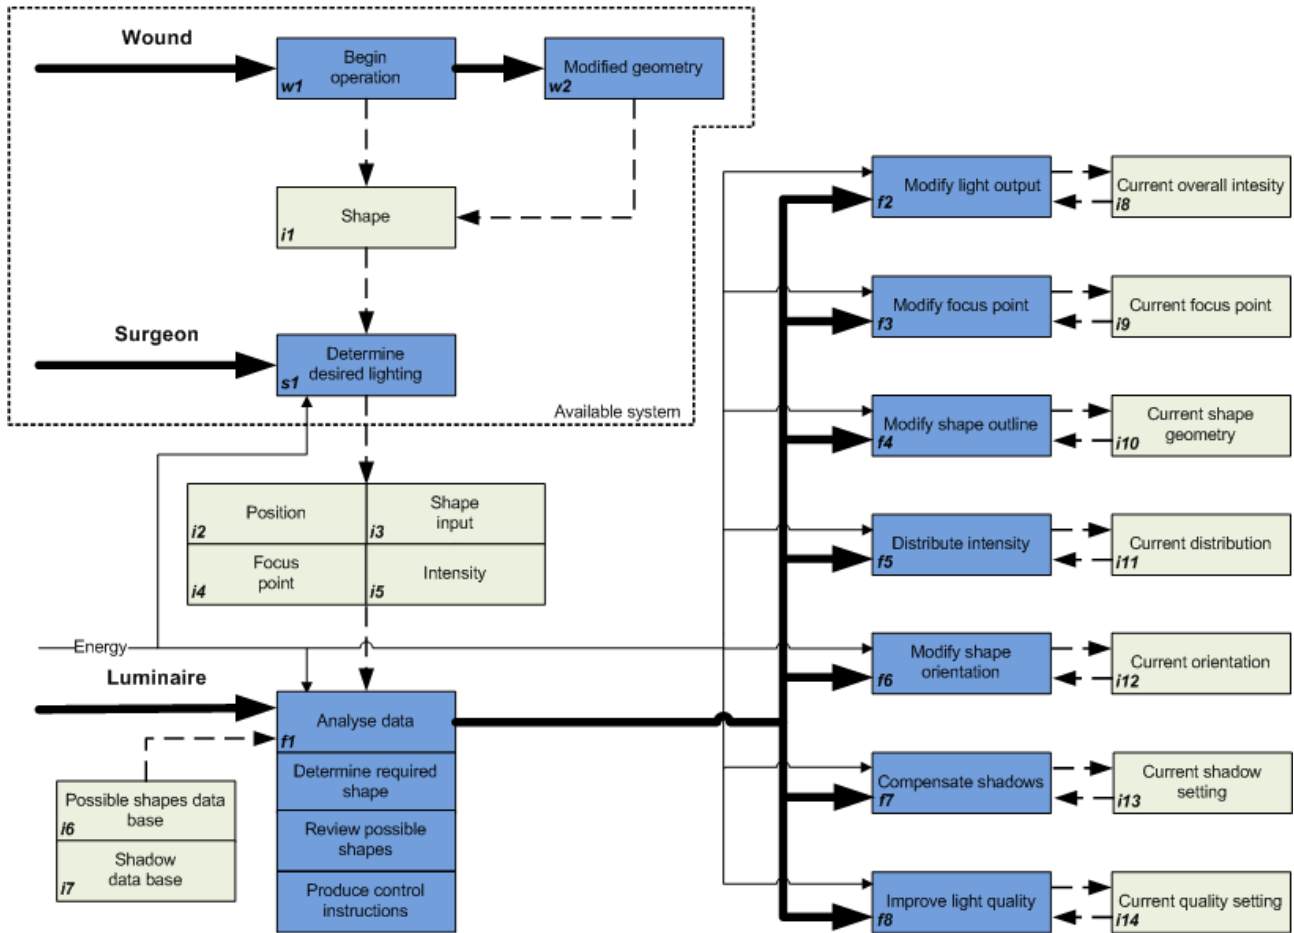 Wound
Begin
operation
w1
Modified geometry
w2
Shape
i1
Surgeon
Determine
desired lighting
s1
Available system
Position
i2
Shape
input
i3
Focus
point
i4
Intensity
i5
Energy
Luminaire
Analyse data
f1
Determine required
shape
Review possible
shapes
Produce control
instructions
Possible shapes data
base
i6
Shadow
data base
i7
Modify light output
f2
Current overall intesity
i8
Modify focus point
f3
Current focus point
i9
Modify shape outline
f4
Current shape
geometry
i10
Distribute intensity
f5
Current distribution
i11
Modify shape
orientation
f6
Current orientation
i12
Compensate shadows
f7
Current shadow
setting
i13
Improve light quality
f8
Current quality setting
i14